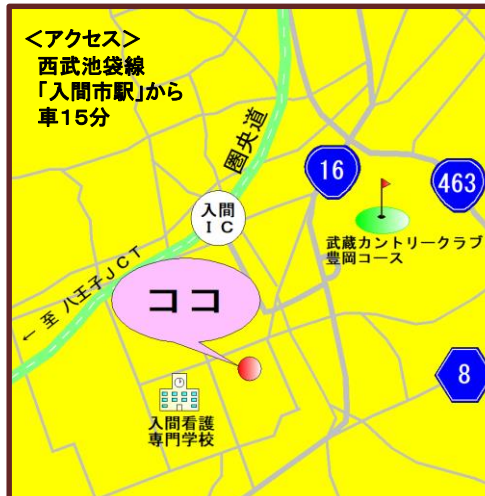 ＜アクセス＞
西武池袋線
「入間市駅」から
車１５分
圏央道
16
463
入間
ＩＣ
武蔵カントリークラブ
豊岡コース
← 至 八王子ＪＣＴ
ココ
8
入間看護
専門学校